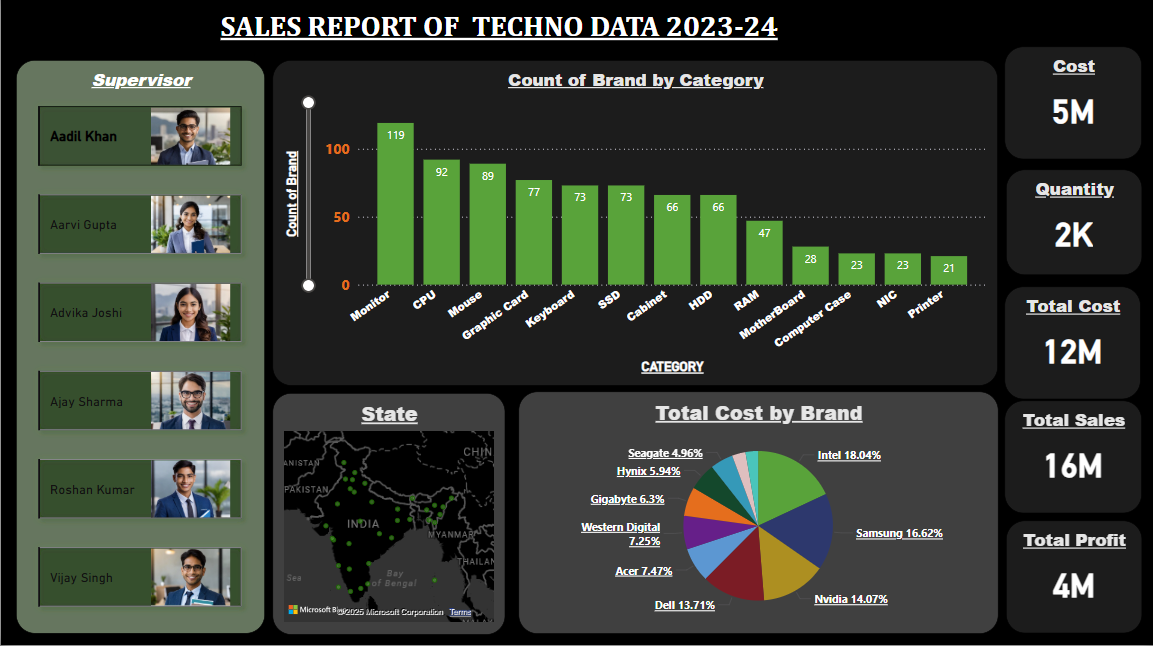 SALES REPORT OF TECHNO DATA 2023-24
Supervisor
Aadil Khan
Aarvi Gupta
Advika Joshi
Ajay Sharma
Roshan Kumar
Vijay Singh
Count of Brand by Category
Count of Brand
100
50
0
119
92
89
77
73
73
66
66
47
28
23
23
21
Monitor
CPU
Mouse
Graphic Card
Keyboard
SSD
Cabinet
HDD
RAM
MotherBoard
Computer Case
NIC
Printer
CATEGORY
State
ANISTAN
CHIN
PAKISTAN
INDIA
MYANMAR
THAILAN
Sea
Bay
of Bengal
Microsoft Bi
©2025 Microsoft Corporation
Terms
Total Cost by Brand
Intel 18.04%
Samsung 16.62%
Nvidia 14.07%
Dell 13.71%
Acer 7.47%
Western Digital
7.25%
Gigabyte 6.3%
Hynix 5.94%
Seagate 4.96%
Cost
5M
Quantity
2K
Total Cost
12M
Total Sales
16M
Total Profit
4M